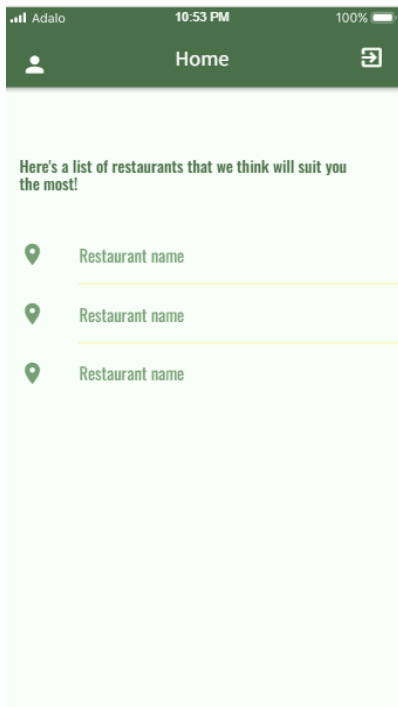 Adalo 10:53 PM 100%
Home
Here's a list of restaurants that we think will suit you
the most!
Restaurant name
Restaurant name
Restaurant name